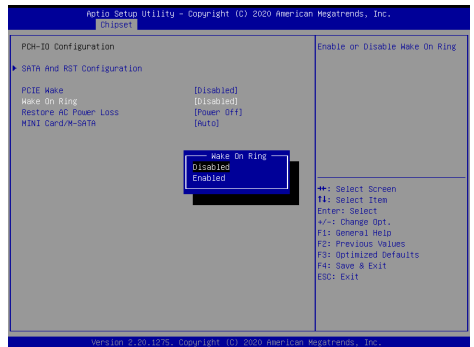 Aptio Setup Utility – Copyright (C) 2020 American Megatrends, Inc.
Chipset
PCH-IO Configuration
SATA And RST Configuration
PCIE Wake [Disabled]
Wake On Ring [Disabled]
Restore AC Power Loss [Power Off]
MINI Card/M-SATA [Auto]
Wake On Ring
Disabled
Enabled
Enable or Disable Wake On Ring
→←: Select Screen
↑↓: Select Item
Enter: Select
+/-: Change Opt.
F1: General Help
F2: Previous Values
F3: Optimized Defaults
F4: Save & Exit
ESC: Exit
Version 2.20.1275. Copyright (C) 2020 American Megatrends, Inc.